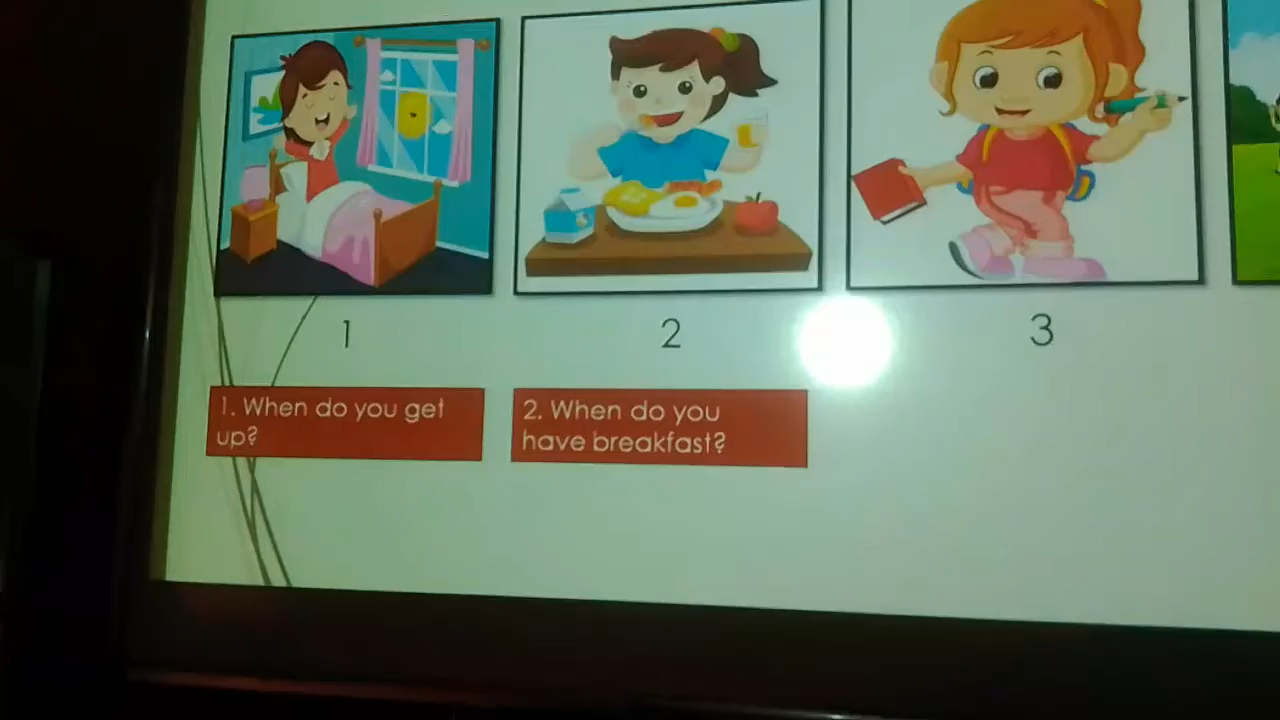 1
2
3
1. When do you get
up?
2. When do you
have breakfast?